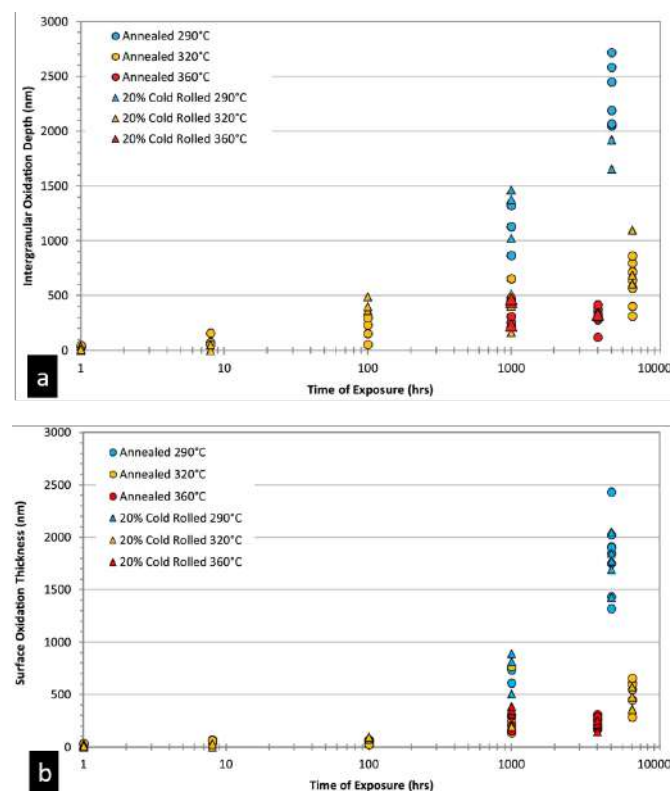 3000
2500
2000
1500
1000
500
0
Intergranular Oxidation Depth (nm)
Annealed 290°C
Annealed 320°C
Annealed 360°C
20% Cold Rolled 290°C
20% Cold Rolled 320°C
20% Cold Rolled 360°C
1 10 100 1000 10000
Time of Exposure (hrs)
a
3000
2500
2000
1500
1000
500
0
Surface Oxidation Thickness (nm)
Annealed 290°C
Annealed 320°C
Annealed 360°C
20% Cold Rolled 290°C
20% Cold Rolled 320°C
20% Cold Rolled 360°C
1 10 100 1000 10000
Time of Exposure (hrs)
b